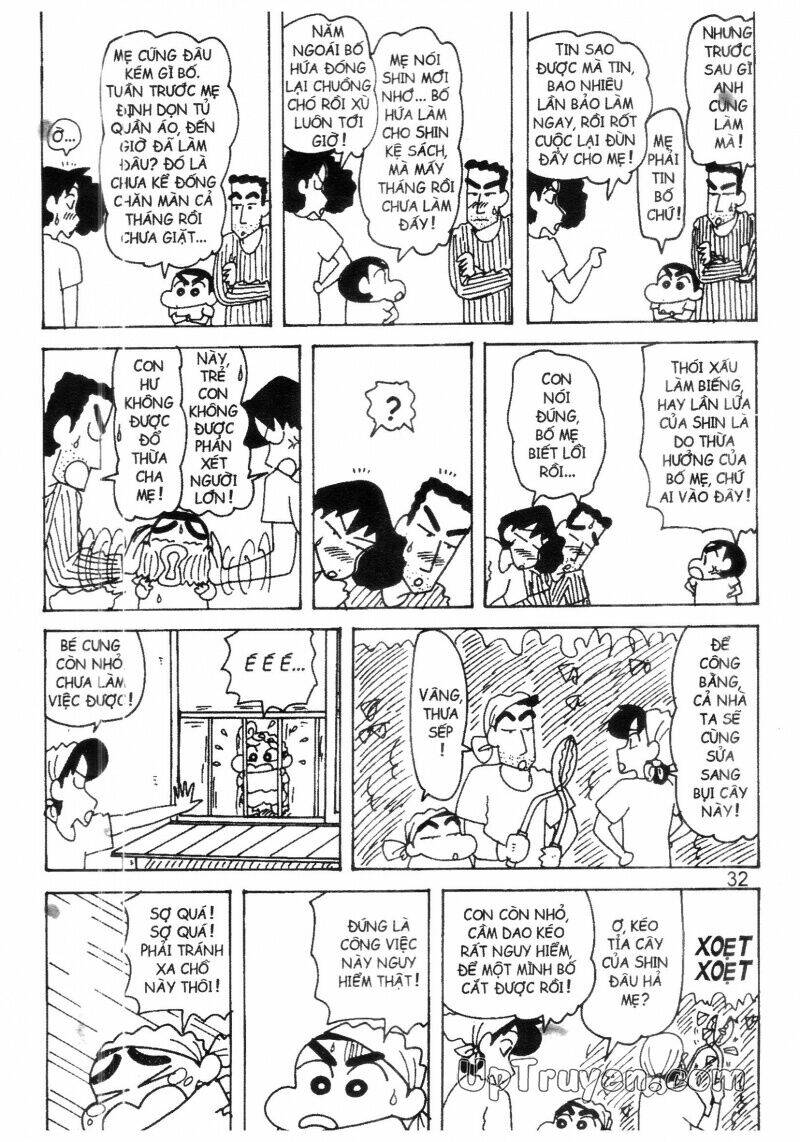 NHƯNG
TRƯỚC
SAU GÌ
ANH
CŨNG
LÀM
MÀ!
MẸ
PHẢI
TIN
BỐ
CHỨ!
TIN SAO
ĐƯỢC MÀ TIN,
BAO NHIÊU
LẦN BẢO LÀM
NGAY, RỒI RỐT
CUỘC LẠI ĐÙN
ĐẨY CHO MẸ!
MẸ NÓI
SHIN MỚI
NHỚ... BỐ
HỨA LÀM
CHO SHIN
KỆ SÁCH,
MÀ MẤY
THÁNG RỒI
CHƯA LÀM
ĐẤY!
NĂM
NGOÁI BỐ
HỨA ĐÓNG
LẠI CHUỒNG
CHÓ RỒI XÙ
LUÔN TỚI
GIỜ!
MẸ CŨNG ĐÂU
KÉM GÌ BỐ.
TUẦN TRƯỚC MẸ
ĐỊNH DỌN TỦ
QUẦN ÁO, ĐẾN
GIỜ ĐÃ LÀM
ĐÂU? ĐÓ LÀ
CHƯA KỂ ĐỐNG
CHĂN MÀN CẢ
THÁNG RỒI
CHƯA GIẶT...
Ờ...
THÓI XẤU
LÀM BIẾNG,
HAY LẦN LỮA
CỦA SHIN LÀ
DO THỪA
HƯỞNG CỦA
BỐ MẸ, CHỨ
AI VÀO ĐÂY!
CON
NÓI
ĐÚNG,
BỐ MẸ
BIẾT LỖI
RỒI...
?
NÀY,
TRẺ
CON
KHÔNG
ĐƯỢC
PHÁN
XÉT
NGƯỜI
LỚN!
CON
HƯ
KHÔNG
ĐƯỢC
ĐỔ
THỪA
CHA
MẸ!
ĐỂ
CÔNG
BẰNG,
CẢ NHÀ
TA SẼ
CÙNG
SỬA
SANG
BỤI CÂY
NÀY!
VÂNG,
THƯA
SẾP
!
É É É...
BÉ CƯNG
CÒN NHỎ,
CHƯA LÀM
VIỆC ĐƯỢC!
32
XOẸT
XOẸT
Ơ, KÉO
TỈA CÂY
CỦA SHIN
ĐÂU HẢ
MẸ?
CON CÒN NHỎ,
CẦM DAO KÉO
RẤT NGUY HIỂM,
ĐỂ MỘT MÌNH BỐ
CẮT ĐƯỢC RỒI!
ĐÚNG LÀ
CÔNG VIỆC
NÀY NGUY
HIỂM THẬT!
SỢ QUÁ!
SỢ QUÁ!
PHẢI TRÁNH
XA CHỖ
NÀY THÔI!
UpTruyen.com